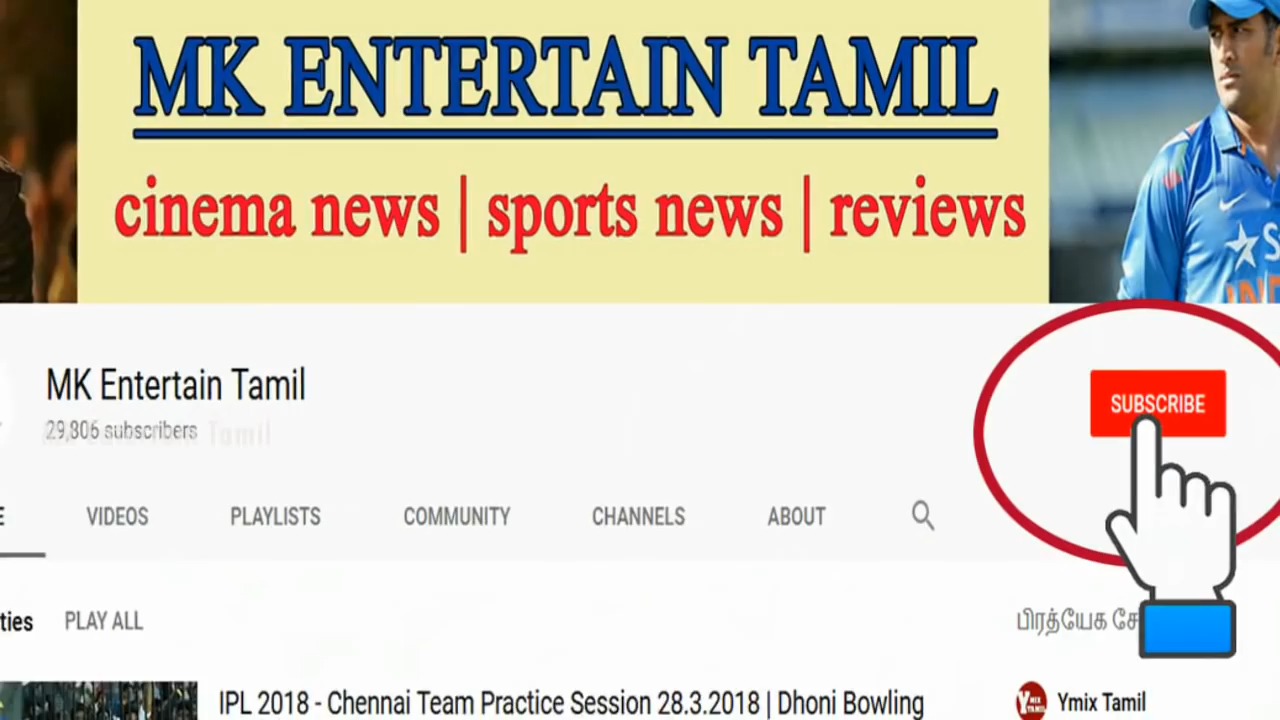 MK ENTERTAIN TAMIL
cinema news | sports news | reviews
MK Entertain Tamil
29,806 subscribers
SUBSCRIBE
VIDEOS PLAYLISTS COMMUNITY CHANNELS ABOUT
PLAY ALL
பிரத்யேக
IPL 2018 - Chennai Team Practice Session 28.3.2018 | Dhoni Bowling
Ymix Tamil